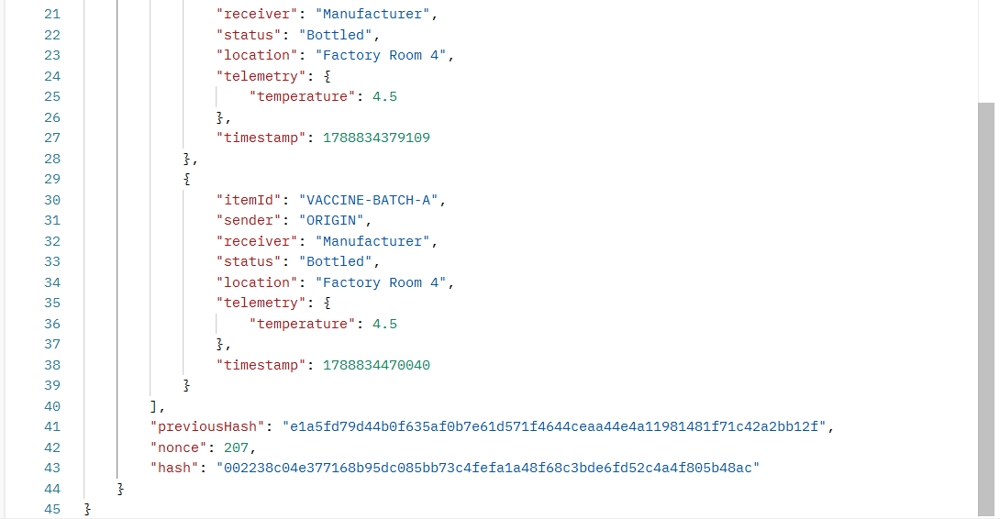 21 "receiver": "Manufacturer",
22 "status": "Bottled",
23 "location": "Factory Room 4",
24 "telemetry": {
25 "temperature": 4.5
26 },
27 "timestamp": 1788834379109
28 },
29 {
30 "itemId": "VACCINE-BATCH-A",
31 "sender": "ORIGIN",
32 "receiver": "Manufacturer",
33 "status": "Bottled",
34 "location": "Factory Room 4",
35 "telemetry": {
36 "temperature": 4.5
37 },
38 "timestamp": 1788834470040
39 }
40 ],
41 "previousHash": "e1a5fd79d44b0f635af0b7e61d571f4644ceaa44e4a11981481f71c42a2bb12f",
42 "nonce": 207,
43 "hash": "002238c04e377168b95dc085bb73c4fefa1a48f68c3bde6fd52c4a4f805b48ac"
44 }
45 }